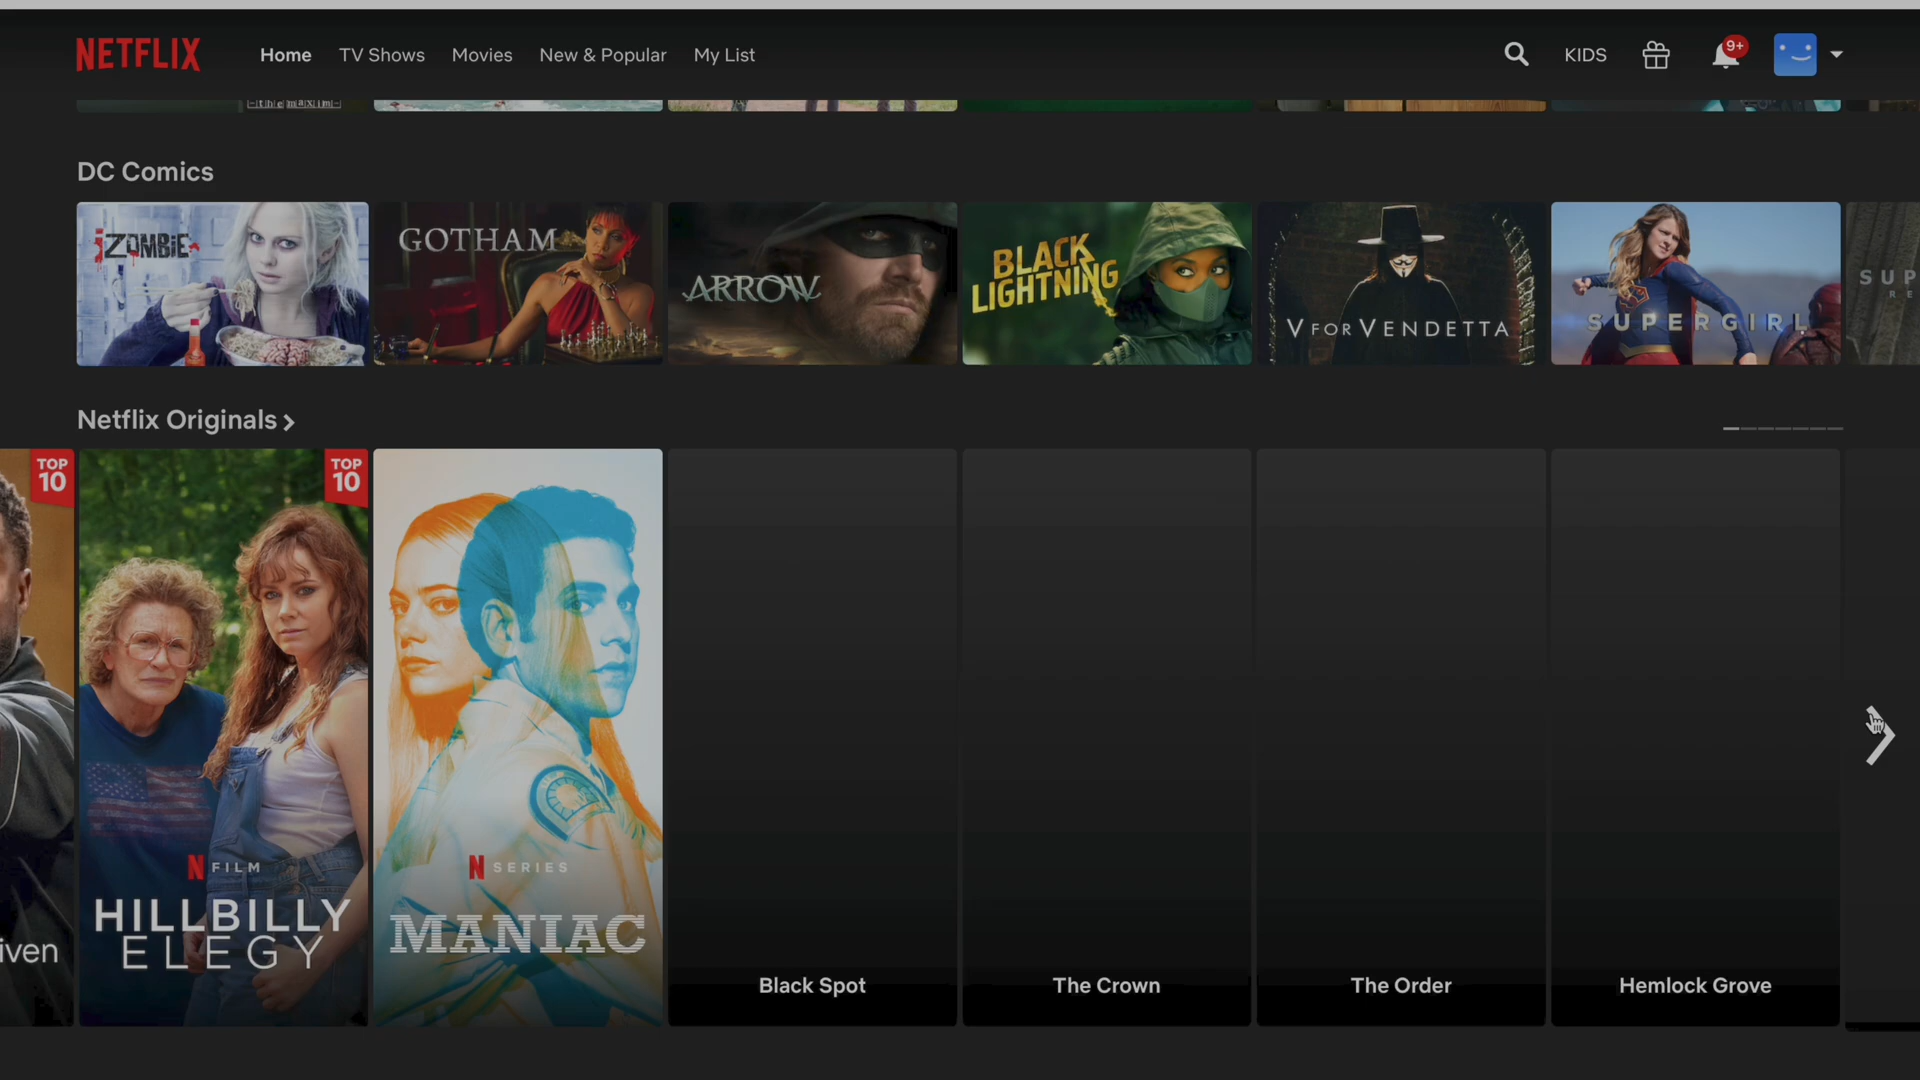 NETFLIX Home TV Shows Movies New & Popular My List KIDS 9+
DC Comics
iZOMBiE
GOTHAM
ARROW
BLACK
LIGHTNING
V FOR VENDETTA
SUPERGIRL
SUP
RE
Netflix Originals >
TOP
10
TOP
10
iven
N FILM
HILLBILLY
ELEGY
N SERIES
MANIAC
Black Spot
The Crown
The Order
Hemlock Grove